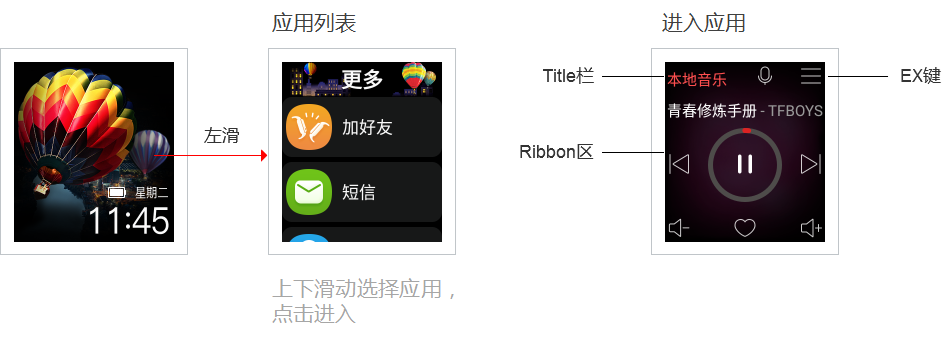 应用列表
进入应用
左滑
星期二
11:45
更多
加好友
短信
上下滑动选择应用，
点击进入
Title栏
EX键
Ribbon区
本地音乐
青春修炼手册 - TFBOYS